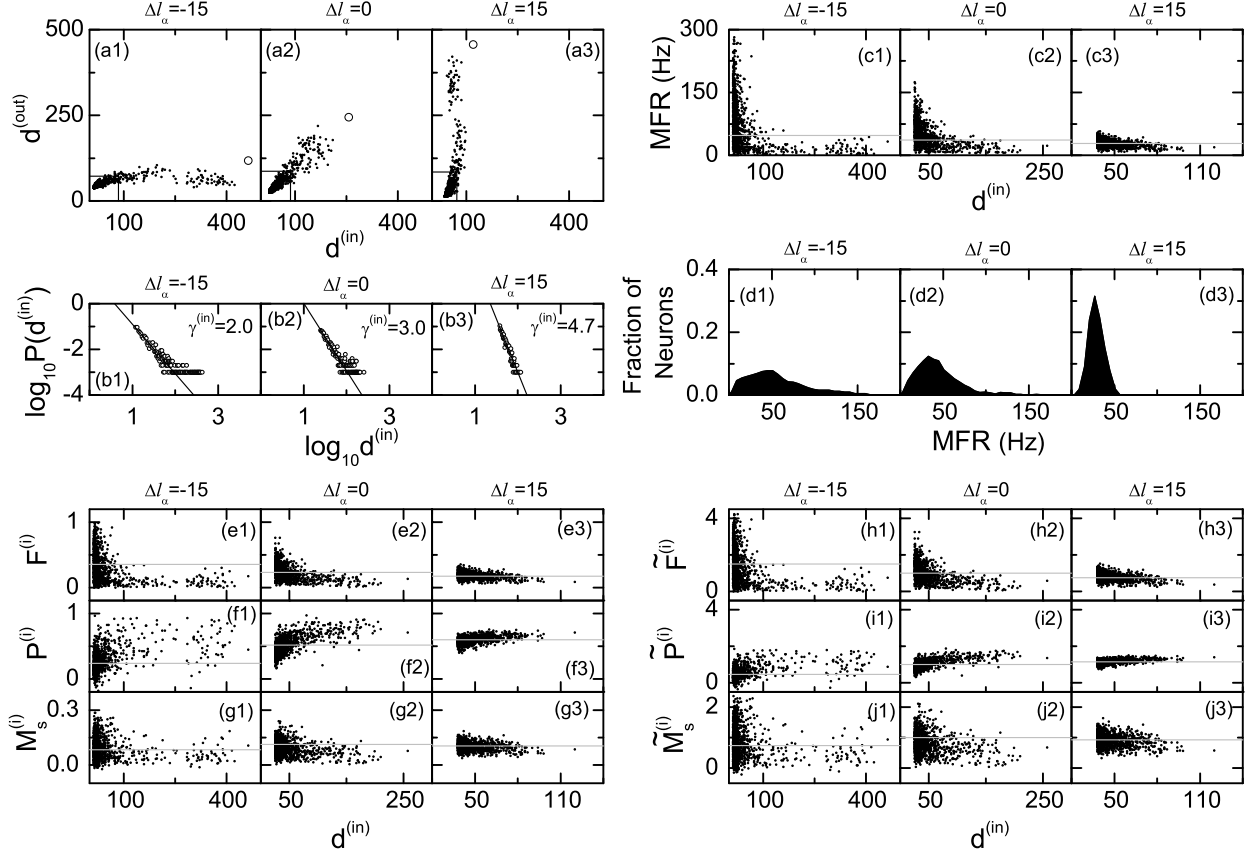 Δl_α=-15 Δl_α=0 Δl_α=15
500 (a1) (a2) (a3)
d^(out)
250
0
100 400 100 400 100 400
d^(in)
Δl_α=-15 Δl_α=0 Δl_α=15
300 (c1) (c2) (c3)
MFR (Hz)
150
0
100 400 50 250 50 110
d^(in)
Δl_α=-15 Δl_α=0 Δl_α=15
0 γ^(in)=2.0 (b2) γ^(in)=3.0 (b3) γ^(in)=4.7
log_10P(d^(in))
-2
-4 (b1)
1 3 1 3 1 3
log_10d^(in)
Δl_α=-15 Δl_α=0 Δl_α=15
0.4 (d1) (d2) (d3)
Fraction of
Neurons
0.2
0.0
50 150 50 150 50 150
MFR (Hz)
Δl_α=-15 Δl_α=0 Δl_α=15
1 (e1) (e2) (e3)
F^(i)
0
1 (f1) (f2) (f3)
P^(i)
0
0.3 (g1) (g2) (g3)
M_s^(i)
0.0
100 400 50 250 50 110
d^(in)
Δl_α=-15 Δl_α=0 Δl_α=15
4 (h1) (h2) (h3)
F̃^(i)
0
4 (i1) (i2) (i3)
P̃^(i)
0
2 (j1) (j2) (j3)
M̃_s^(i)
0
100 400 50 250 50 110
d^(in)